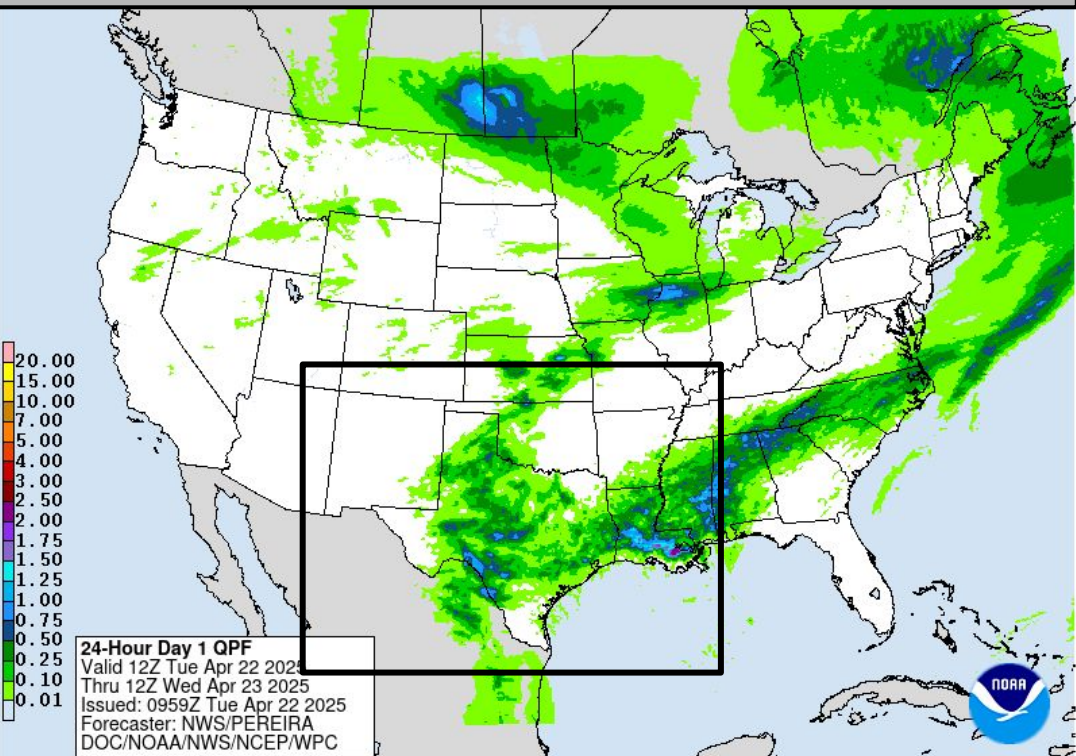 20.00
15.00
10.00
7.00
5.00
4.00
3.00
2.50
2.00
1.75
1.50
1.25
1.00
0.75
0.50
0.25
0.10
0.01
24-Hour Day 1 QPF
Valid 12Z Tue Apr 22 2025
Thru 12Z Wed Apr 23 2025
Issued: 0959Z Tue Apr 22 2025
Forecaster: NWS/PEREIRA
DOC/NOAA/NWS/NCEP/WPC
NOAA